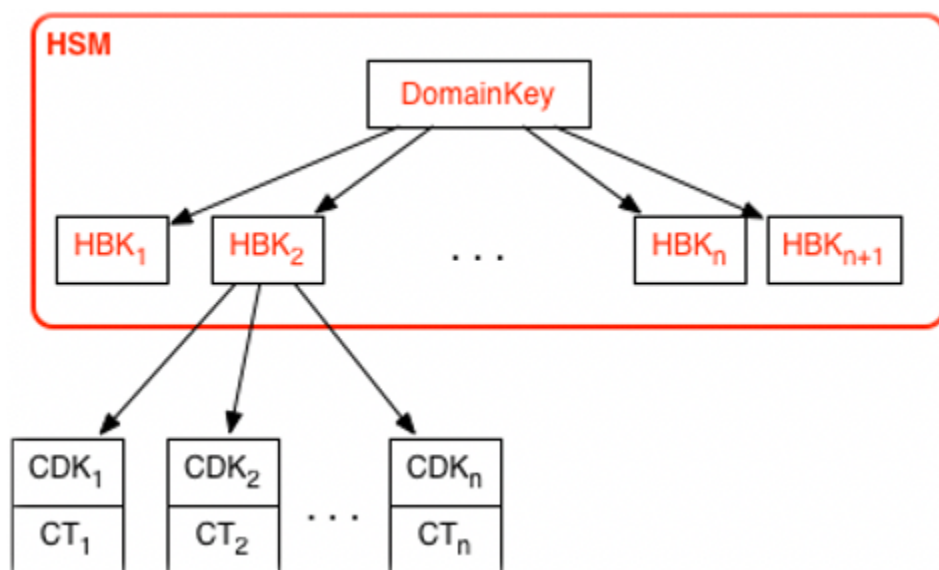 HSM
DomainKey
HBK₁ HBK₂ . . . HBKₙ HBKₙ₊₁
CDK₁ CDK₂ CDKₙ
. . .
CT₁ CT₂ CTₙ